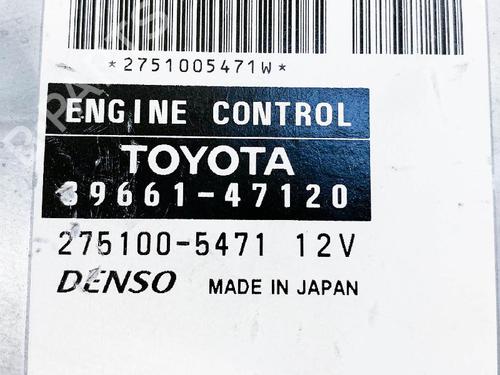 *2751005471W*
ENGINE CONTROL
TOYOTA
89661-47120
275100-5471 12V
DENSO MADE IN JAPAN